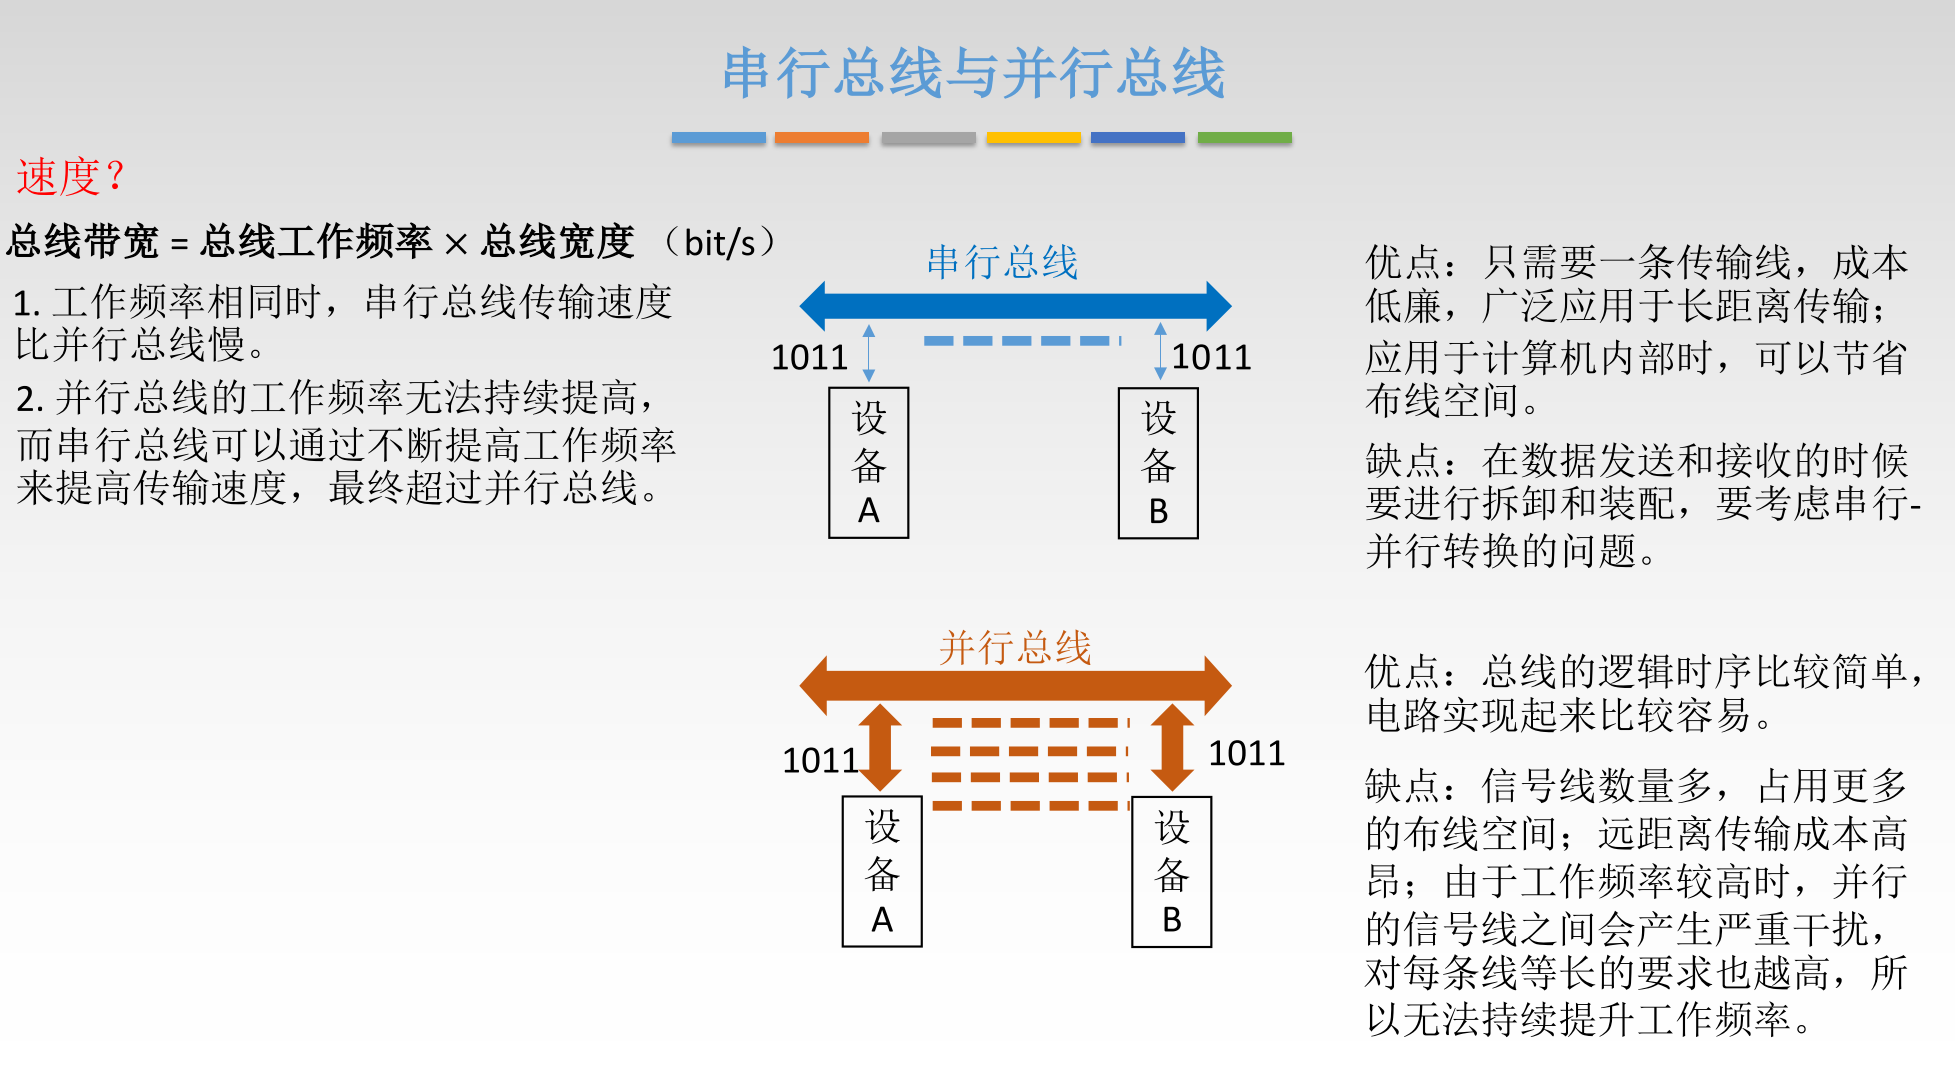 串行总线与并行总线
速度？
总线带宽 = 总线工作频率 × 总线宽度 （bit/s）
1. 工作频率相同时，串行总线传输速度
比并行总线慢。
2. 并行总线的工作频率无法持续提高，
而串行总线可以通过不断提高工作频率
来提高传输速度，最终超过并行总线。
串行总线
1011
1011
设
备
A
设
备
B
优点：只需要一条传输线，成本
低廉，广泛应用于长距离传输；
应用于计算机内部时，可以节省
布线空间。
缺点：在数据发送和接收的时候
要进行拆卸和装配，要考虑串行-
并行转换的问题。
并行总线
1011
1011
设
备
A
设
备
B
优点：总线的逻辑时序比较简单，
电路实现起来比较容易。
缺点：信号线数量多，占用更多
的布线空间；远距离传输成本高
昂；由于工作频率较高时，并行
的信号线之间会产生严重干扰，
对每条线等长的要求也越高，所
以无法持续提升工作频率。